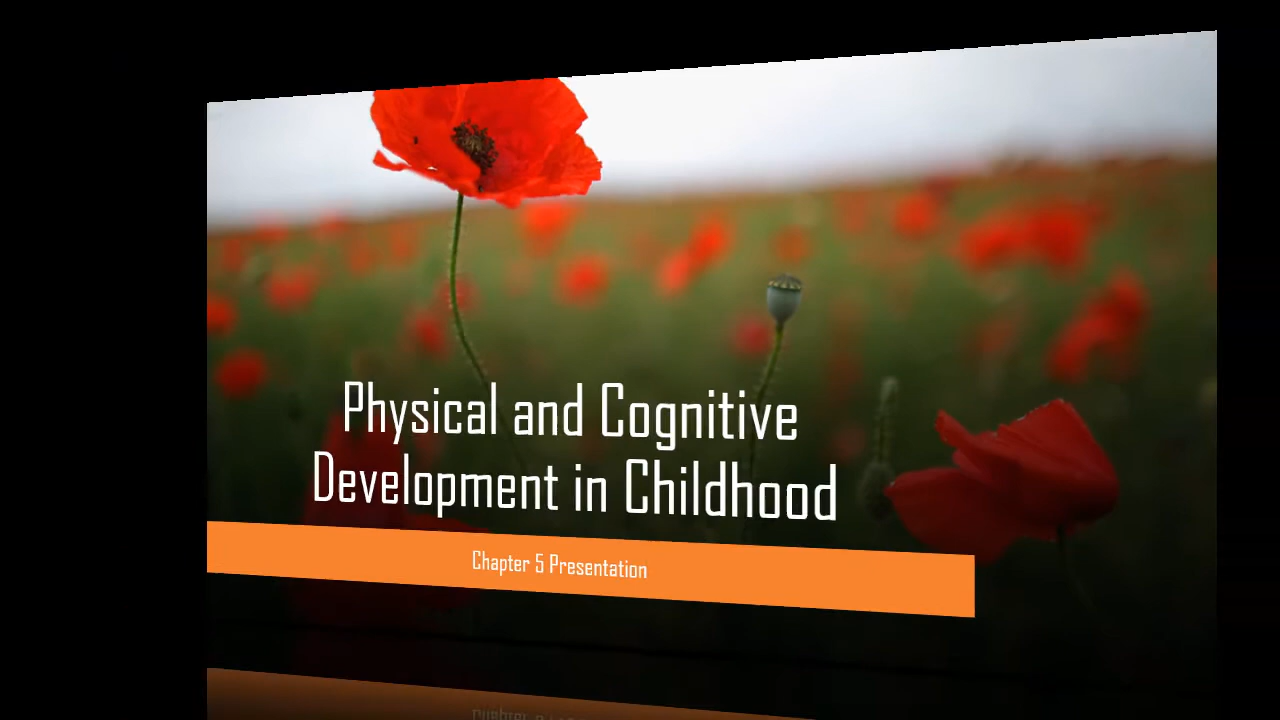 Physical and Cognitive
Development in Childhood
Chapter 5 Presentation